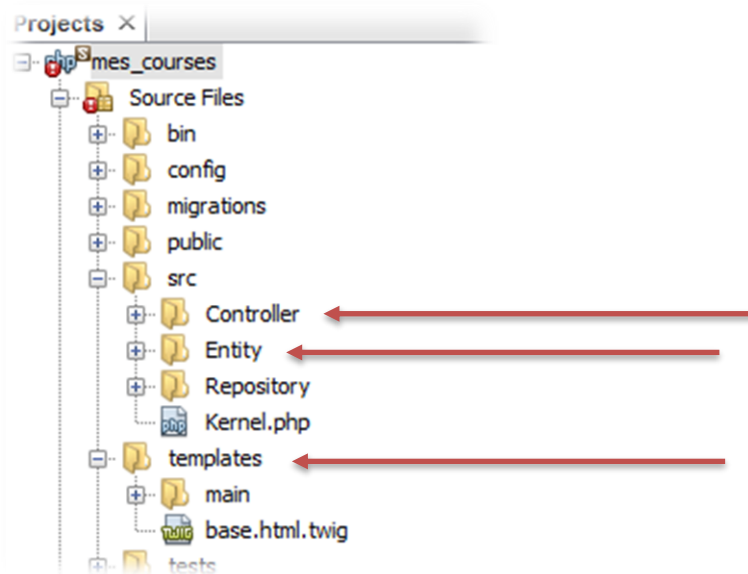 Projects
mes_courses
Source Files
bin
config
migrations
public
src
Controller
Entity
Repository
Kernel.php
templates
main
base.html.twig
tests